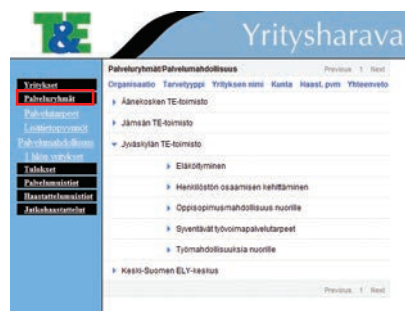 T&E
Yritysharava
Palveluryhmät\Palvelumahdollisuus
Previous 1 Next
Organisaatio Tarvetyyppi Yrityksen nimi Kunta Haast. pvm Yhteenveto
Yritykset
Palveluryhmät
Palvelutarpeet
Lisätietopyynnöt
Palvelumahdollisuus
Tulokset
Palvelumuistiot
Haastattelumuistiot
Jatkohaastattelut
Äänekosken TE-toimisto
Jämsän TE-toimisto
Jyväskylän TE-toimisto
Eläköityminen
Henkilöstön osaamisen kehittäminen
Oppisopimusmahdollisuus nuorille
Syventävät työvoimapalvelutarpeet
Työmahdollisuuksia nuorille
Keski-Suomen ELY-keskus
Previous 1 Next